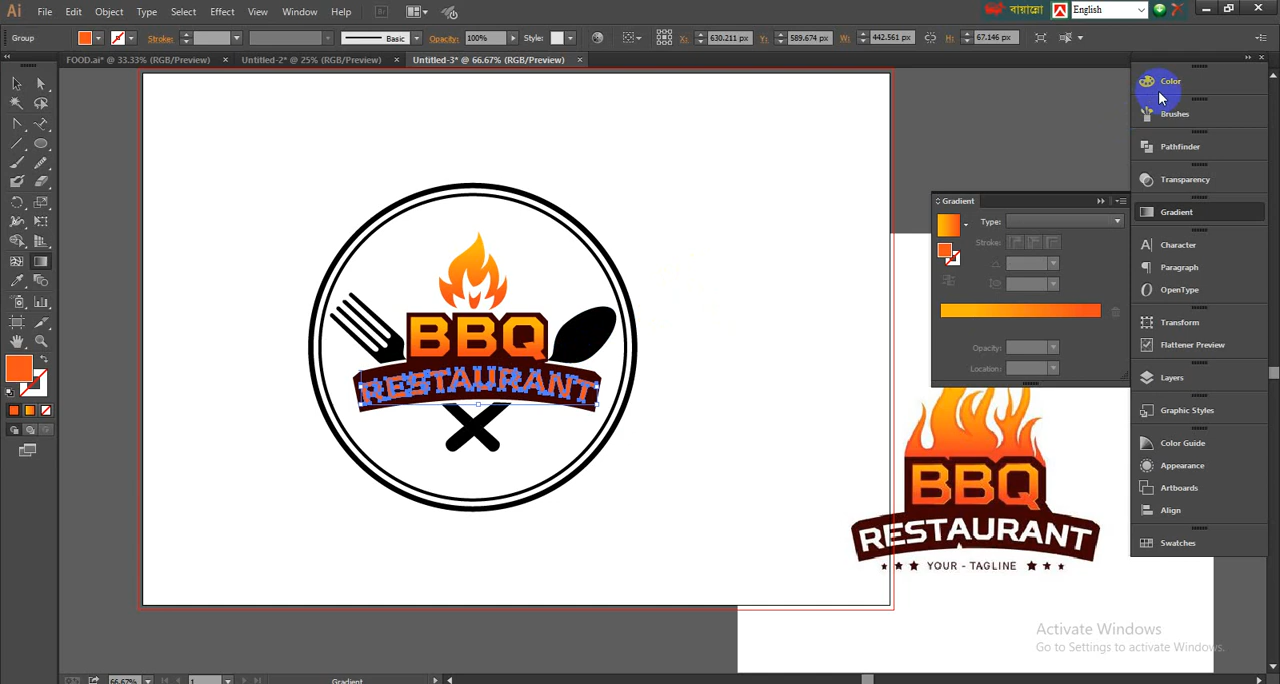 Ai File Edit Object Type Select Effect View Window Help Br বায়ান্নো English
Group Stroke: Basic Opacity: 100% Style: X: 630.211 px Y: 589.674 px W: 442.561 px H: 67.146 px
FOOD.ai* @ 33.33% (RGB/Preview) × Untitled-2* @ 25% (RGB/Preview) × Untitled-3* @ 66.67% (RGB/Preview) ×
Color
Brushes
Pathfinder
Transparency
Gradient
Character
Paragraph
OpenType
Transform
Flattener Preview
Layers
Graphic Styles
Color Guide
Appearance
Artboards
Align
Swatches
Gradient
Type:
Stroke:
Opacity:
Location:
BBQ
RESTAURANT
BBQ
RESTAURANT
YOUR - TAGLINE
Activate Windows
Go to Settings to activate Windows.
66.67% 1 Gradient